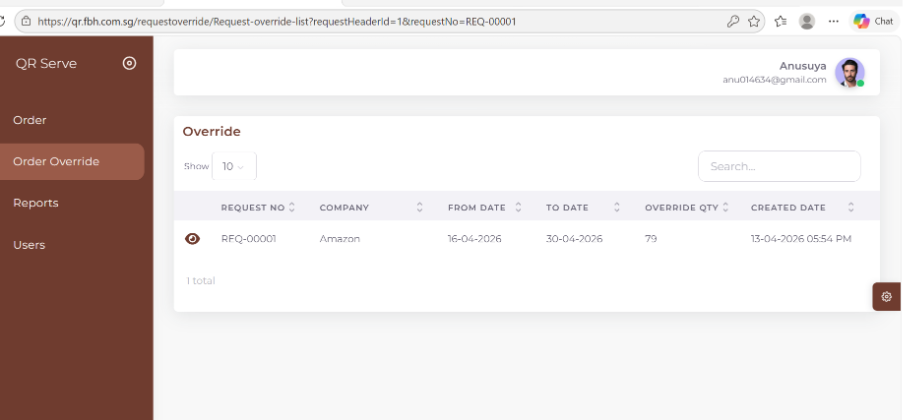 https://qr.fbh.com.sg/requestoverride/Request-override-list?requestHeaderId=1&requestNo=REQ-00001
Chat
QR Serve
Anusuya
anu014634@gmail.com
Order
Order Override
Reports
Users
Override
Show 10
Search...
REQUEST NO COMPANY FROM DATE TO DATE OVERRIDE QTY CREATED DATE
REQ-00001 Amazon 16-04-2026 30-04-2026 79 13-04-2026 05:54 PM
1 total